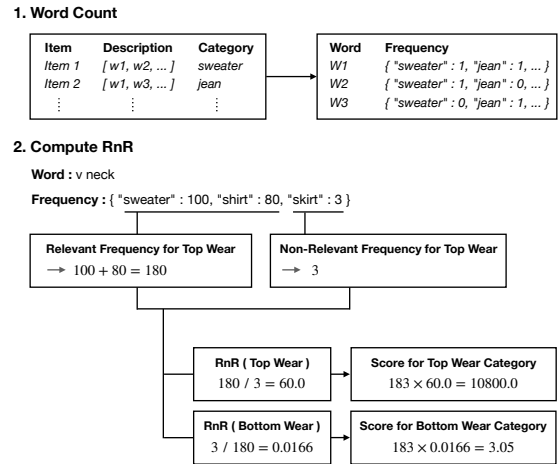 1. Word Count
Item Description Category
Item 1 [ w1, w2, ... ] sweater
Item 2 [ w1, w3, ... ] jean
⋮ ⋮ ⋮
Word Frequency
W1 { "sweater" : 1, "jean" : 1, ... }
W2 { "sweater" : 1, "jean" : 0, ... }
W3 { "sweater" : 0, "jean" : 1, ... }
2. Compute RnR
Word : v neck
Frequency : { "sweater" : 100, "shirt" : 80, "skirt" : 3 }
Relevant Frequency for Top Wear
→ 100 + 80 = 180
Non-Relevant Frequency for Top Wear
→ 3
RnR ( Top Wear )
180 / 3 = 60.0
Score for Top Wear Category
183 × 60.0 = 10800.0
RnR ( Bottom Wear )
3 / 180 = 0.0166
Score for Bottom Wear Category
183 × 0.0166 = 3.05